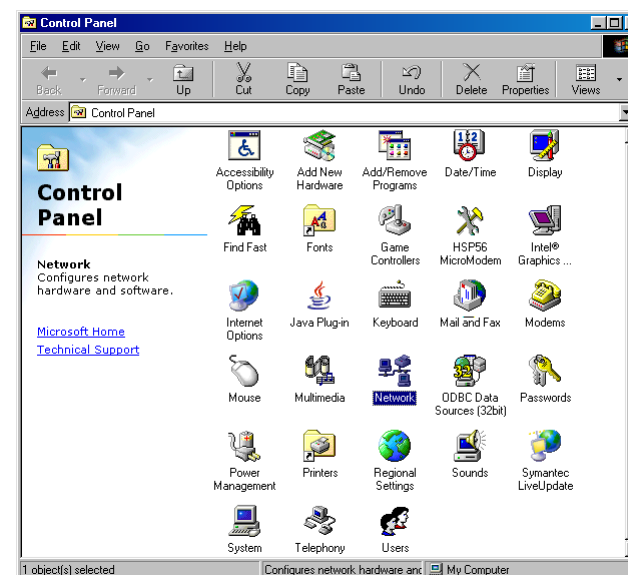 Control Panel
File Edit View Go Favorites Help
Back Forward Up Cut Copy Paste Undo Delete Properties Views
Address Control Panel
Control
Panel
Network
Configures network
hardware and software.
Microsoft Home
Technical Support
Accessibility
Options
Add New
Hardware
Add/Remove
Programs
12
Date/Time
Display
Find Fast
Fonts
Game
Controllers
HSP56
MicroModem
Intel®
Graphics ...
Internet
Options
Java Plug-in
Keyboard
Mail and Fax
Modems
Mouse
Multimedia
Network
32
ODBC Data
Sources (32bit)
Passwords
Power
Management
Printers
Regional
Settings
Sounds
Symantec
LiveUpdate
System
Telephony
Users
1 object(s) selected
Configures network hardware and
My Computer